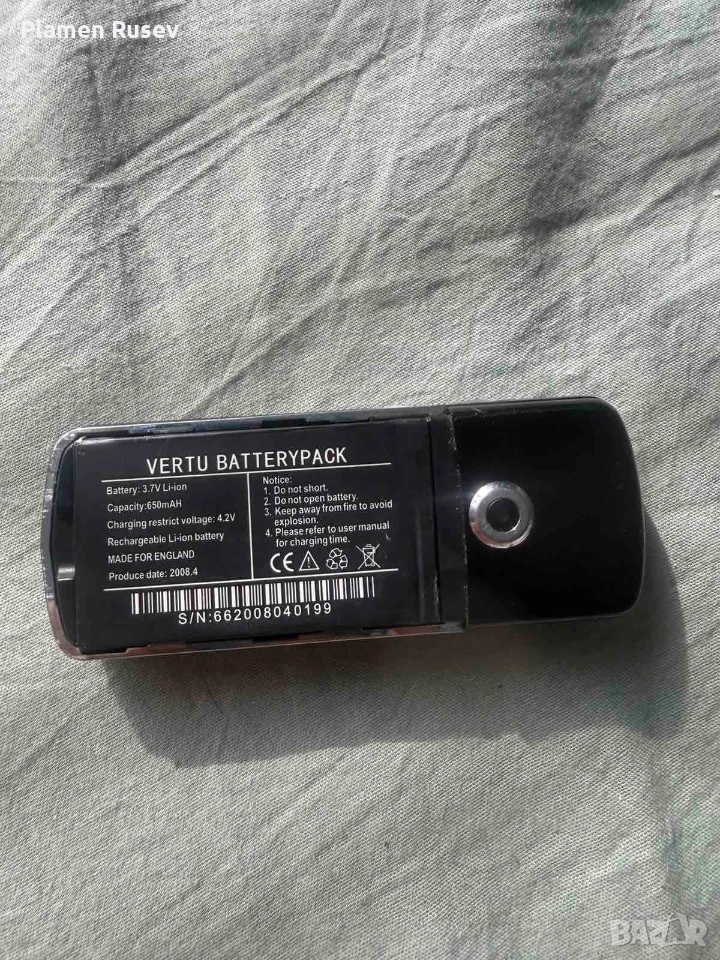 Plamen Rusev
VERTU BATTERYPACK
Battery: 3.7V Li-ion
Capacity:650mAH
Charging restrict voltage: 4.2V
Rechargeable Li-ion battery
MADE FOR ENGLAND
Produce date: 2008.4
Notice:
1. Do not short.
2. Do not open battery.
3. Keep away from fire to avoid
explosion.
4. Please refer to user manual
for charging time.
CE
S/N:662008040199
BAZAR